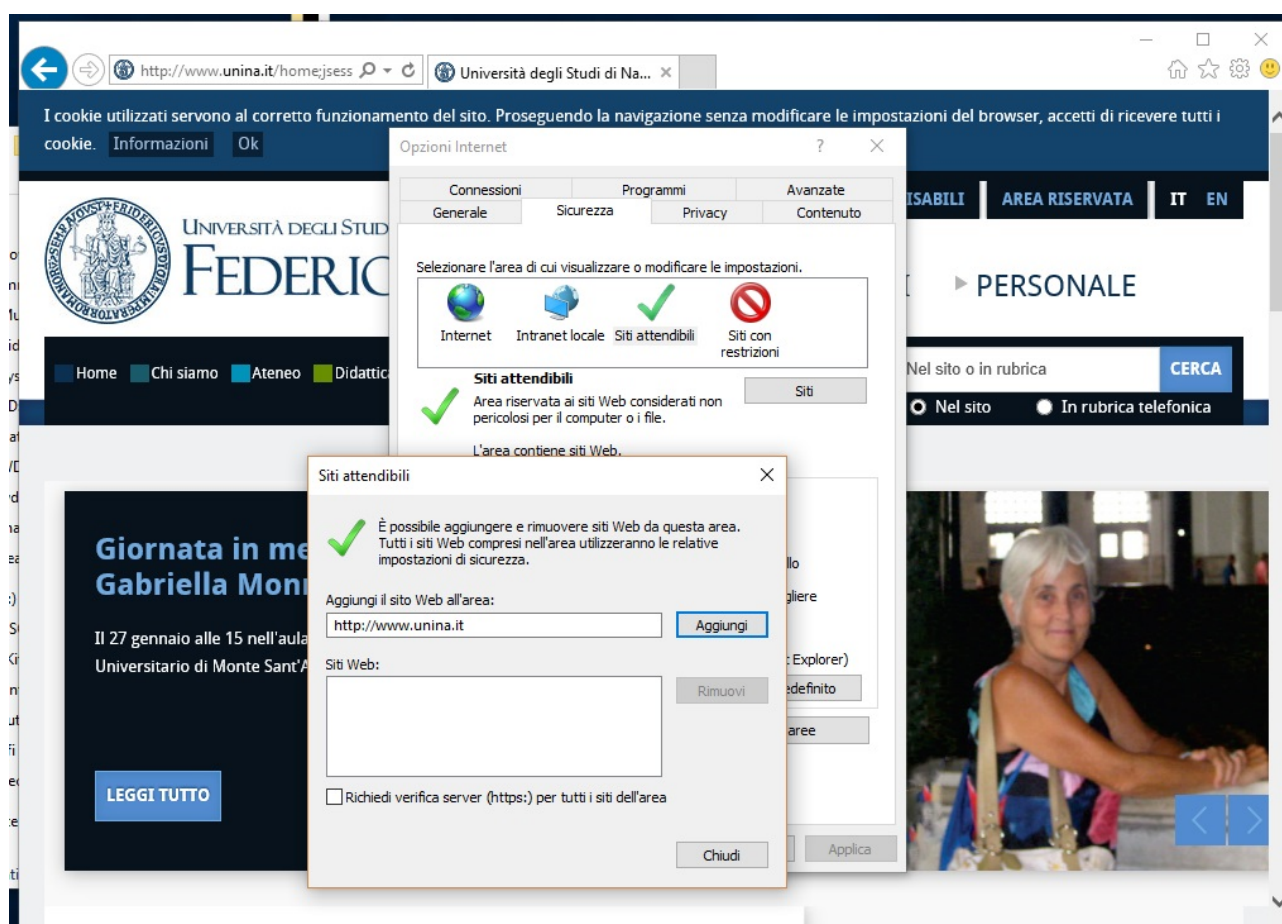 http://www.unina.it/home;jsess
Università degli Studi di Na...
I cookie utilizzati servono al corretto funzionamento del sito. Proseguendo la navigazione senza modificare le impostazioni del browser, accetti di ricevere tutti i
cookie. Informazioni Ok
Opzioni Internet
Connessioni Programmi Avanzate
Generale Sicurezza Privacy Contenuto
AREA RISERVATA IT EN
UNIVERSITÀ DEGLI
PERSONALE
Selezionare l'area di cui visualizzare o modificare le impostazioni.
Internet Intranet locale Siti attendibili Siti con
restrizioni
Home Chi siamo Ateneo
Nel sito o in rubrica CERCA
Nel sito In rubrica telefonica
Siti attendibili
Siti
Area riservata ai siti Web considerati non
pericolosi per il computer o i file.
L'area contiene siti Web.
Siti attendibili
È possibile aggiungere e rimuovere siti Web da questa area.
Tutti i siti Web compresi nell'area utilizzeranno le relative
impostazioni di sicurezza.
Aggiungi il sito Web all'area:
http://www.unina.it Aggiungi
Siti Web:
Rimuovi
Richiedi verifica server (https:) per tutti i siti dell'area
Chiudi
Giornata in
Gabriella
Il 27 gennaio alle 15 nell'aula
Universitario di Monte
LEGGI TUTTO
Explorer)
aree
Applica